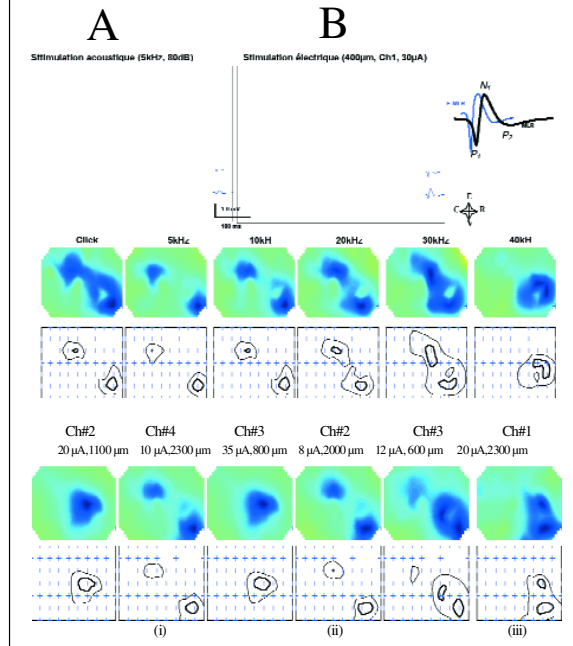 A B
Sttimulation acoustique (5kHz, 80dB) Stimulation électrique (400µm, Ch1, 30µA)
N1
MLR
MLR
P1 P2
E
C R
V
100 ms
Click 5kHz 10kH 20kHz 30kHz 40kH
Ch#2 Ch#4 Ch#3 Ch#2 Ch#3 Ch#1
20 µA,1100 µm 10 µA,2300 µm 35 µA,800 µm 8 µA,2000 µm 12 µA, 600 µm 20 µA,2300 µm
(i) (ii) (iii)